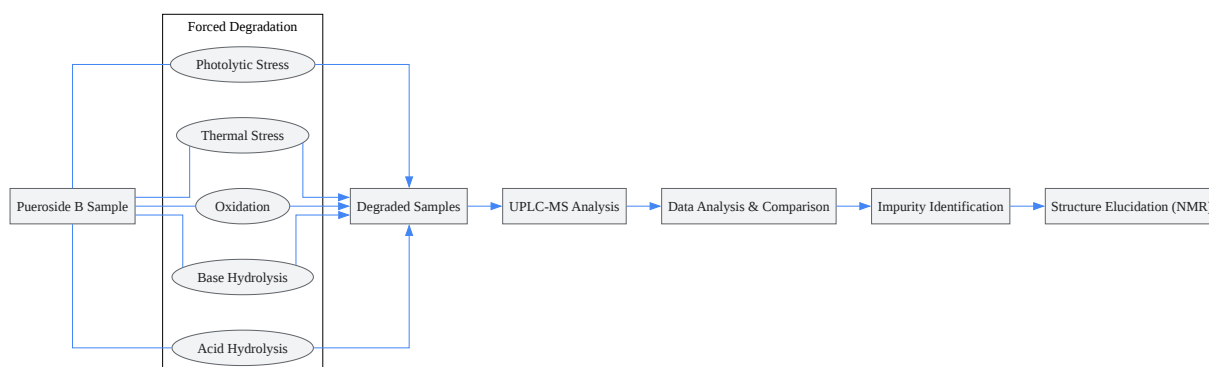 Forced Degradation
Photolytic Stress
Thermal Stress
Pueroside B Sample
Oxidation
Degraded Samples
UPLC-MS Analysis
Data Analysis & Comparison
Impurity Identification
Structure Elucidation (NMR)
Base Hydrolysis
Acid Hydrolysis